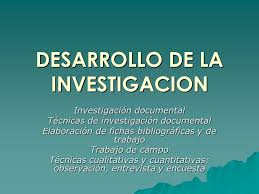 DESARROLLO DE LA
INVESTIGACION
Investigación documental
Técnicas de investigación documental
Elaboración de fichas bibliográficas y de
trabajo
Trabajo de campo
Técnicas cualitativas y cuantitativas:
observación, entrevista y encuesta